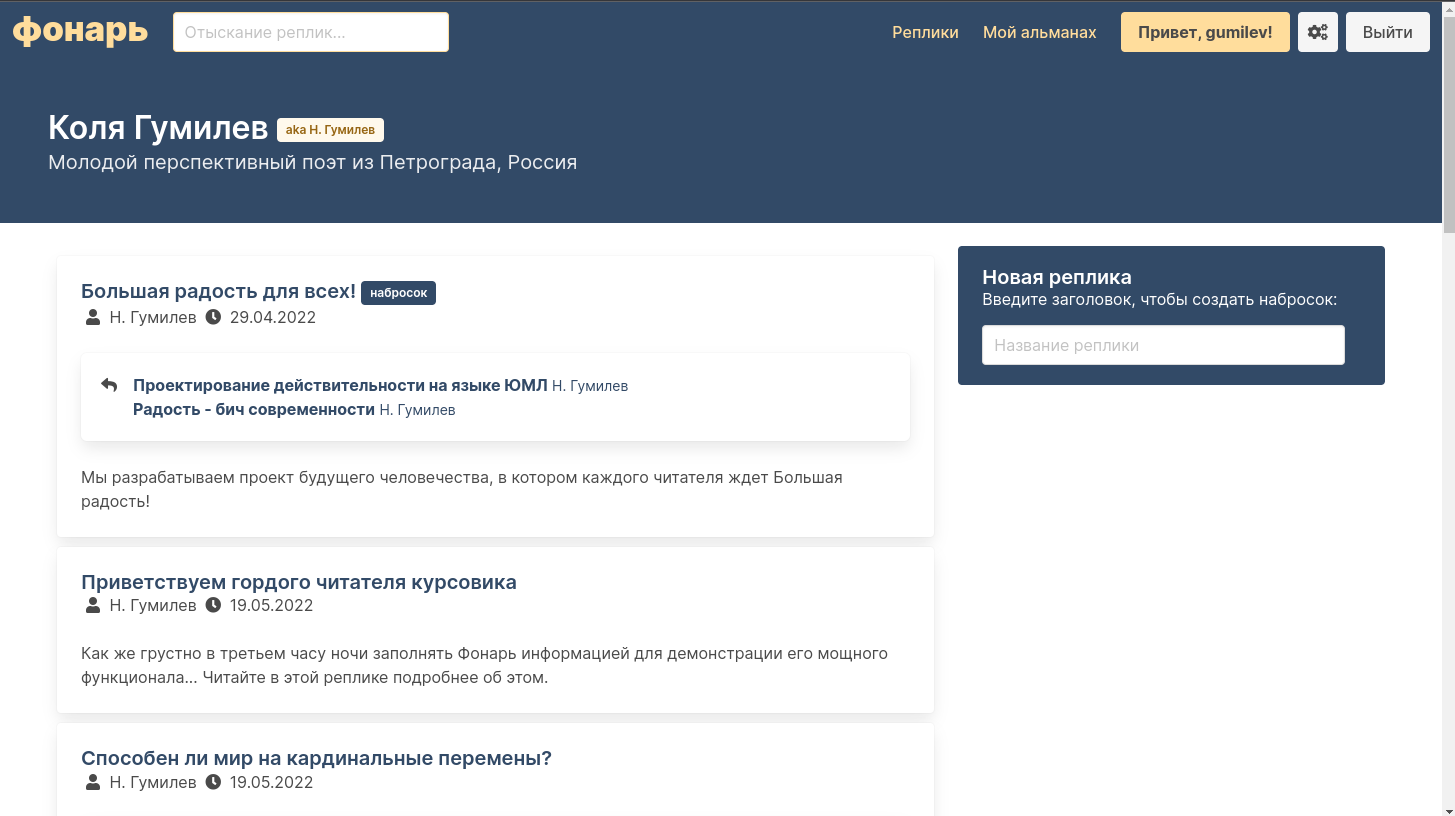 фонарь
Отыскание реплик...
Реплики
Мой альманах
Привет, gumilev!
Выйти
Коля Гумилев aka Н. Гумилев
Молодой перспективный поэт из Петрограда, Россия
Большая радость для всех! набросок
Н. Гумилев 29.04.2022
Проектирование действительности на языке ЮМЛ Н. Гумилев
Радость - бич современности Н. Гумилев
Мы разрабатываем проект будущего человечества, в котором каждого читателя ждет Большая
радость!
Приветствуем гордого читателя курсовика
Н. Гумилев 19.05.2022
Как же грустно в третьем часу ночи заполнять Фонарь информацией для демонстрации его мощного
функционала... Читайте в этой реплике подробнее об этом.
Способен ли мир на кардинальные перемены?
Н. Гумилев 19.05.2022
Новая реплика
Введите заголовок, чтобы создать набросок:
Название реплики